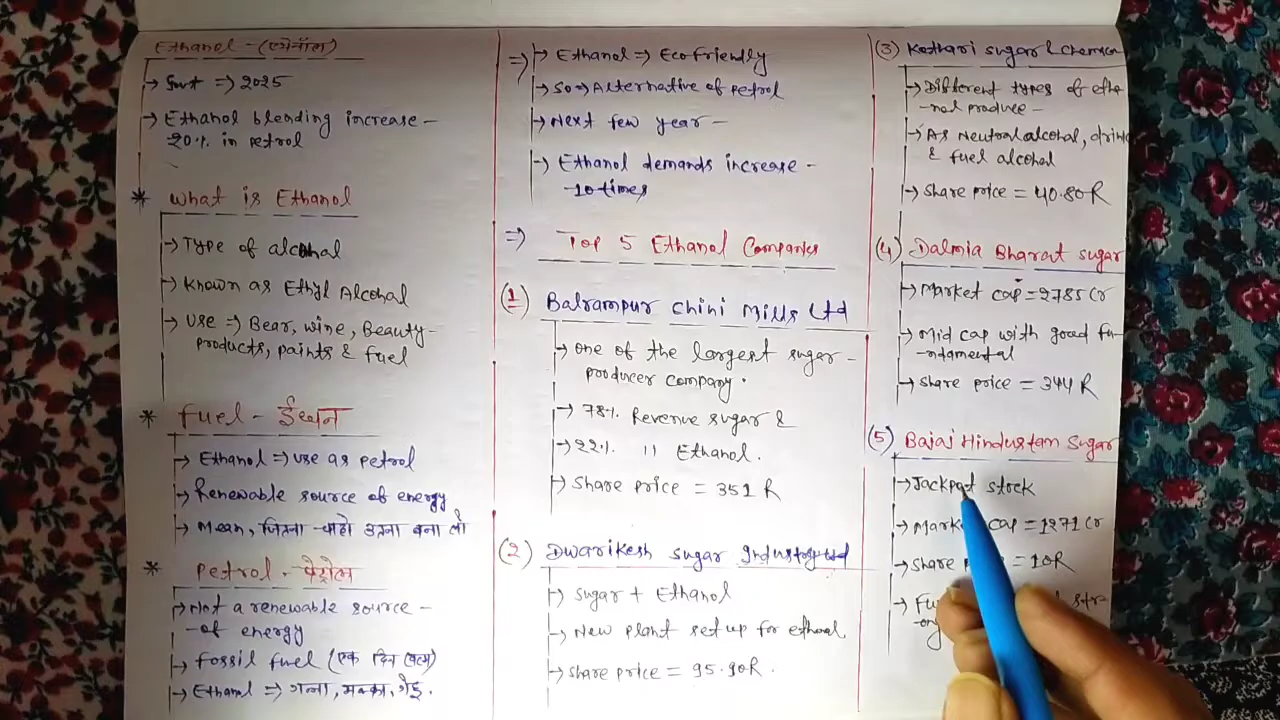 Ethanol - (एथेनॉल)
→ Govt => 2025
→ Ethanol blending increase -
20% in petrol
* What is Ethanol
→ Type of alcohol
→ Known as Ethyl Alcohal
→ Use => Bear, wine, Beauty-
products, paints & fuel
* Fuel - ईंधन
→ Ethanol => use as petrol
→ Renewable source of energy
→ Mean, जितना चाहो उतना बना लो
* Petrol - पेट्रोल
→ Not a renewable source -
- of energy
→ Fossil fuel (एक दिन खत्म)
→ Ethanol => गन्ना, मक्का, गेहूं.
=> → Ethanol => Ecofriendly
→ So => Alternative of petrol
→ Next few year -
→ Ethanol demands increase -
-10 times
=> Top 5 Ethanol Companies
(1) Balrampur Chini Mills Ltd
→ One of the largest sugar -
producer company.
→ 78% Revenue sugar &
→ 22% 11 Ethanol.
→ Share price = 351 R
(2) Dwarikesh sugar Industry Ltd
→ Sugar + Ethanol
→ New plant set up for ethanol
→ Share price = 95.90R.
(3) Kothari Sugar & Chemica
→ Different types of etha
-nol produce -
→ As Neutral alcohal, drink
& fuel alcohal
→ Share price = 40.80R
(4) Dalmia Bharat sugar
→ Market cap = 2785 Cr
→ Mid cap with good fu-
-ndamental
→ Share price = 344 R
(5) Bajaj Hindustan Sugar
→ Jackpot stock
→ Market cap = 1271 Cr
→ Share = 10R